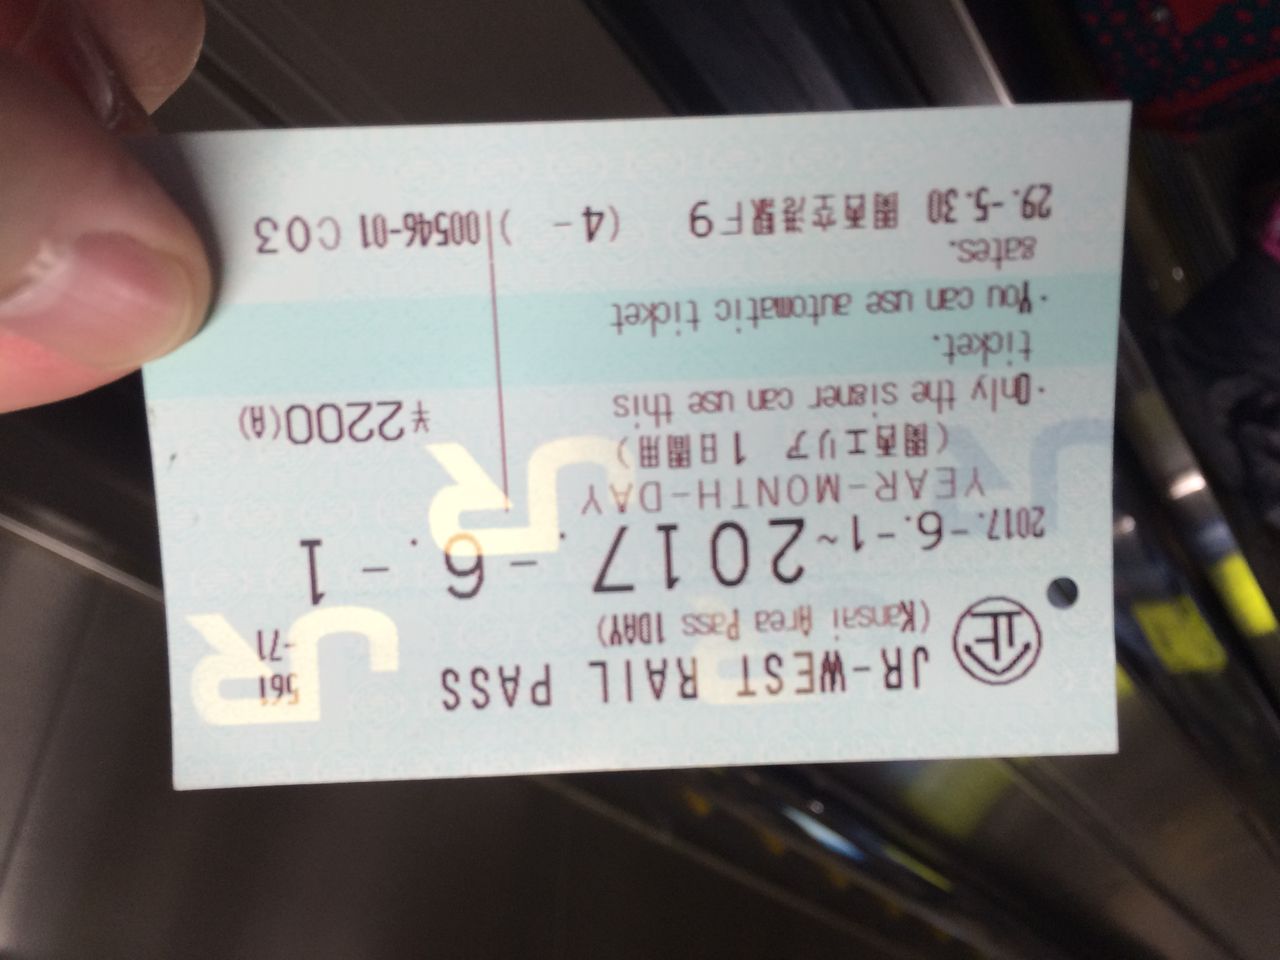 561
-71
JR-WEST RAIL PASS
(Kansai Area Pass 1DAY)
2017.-6.-1~2017.-6.-1
YEAR-MONTH-DAY
(関西エリア 1日間用)
・Only the signer can use this
ticket.
¥2200(A)
・You can use automatic ticket
gates.
29.-5.30 関西空港駅F9 (4- )00546-01 C03
JR
JR
JR